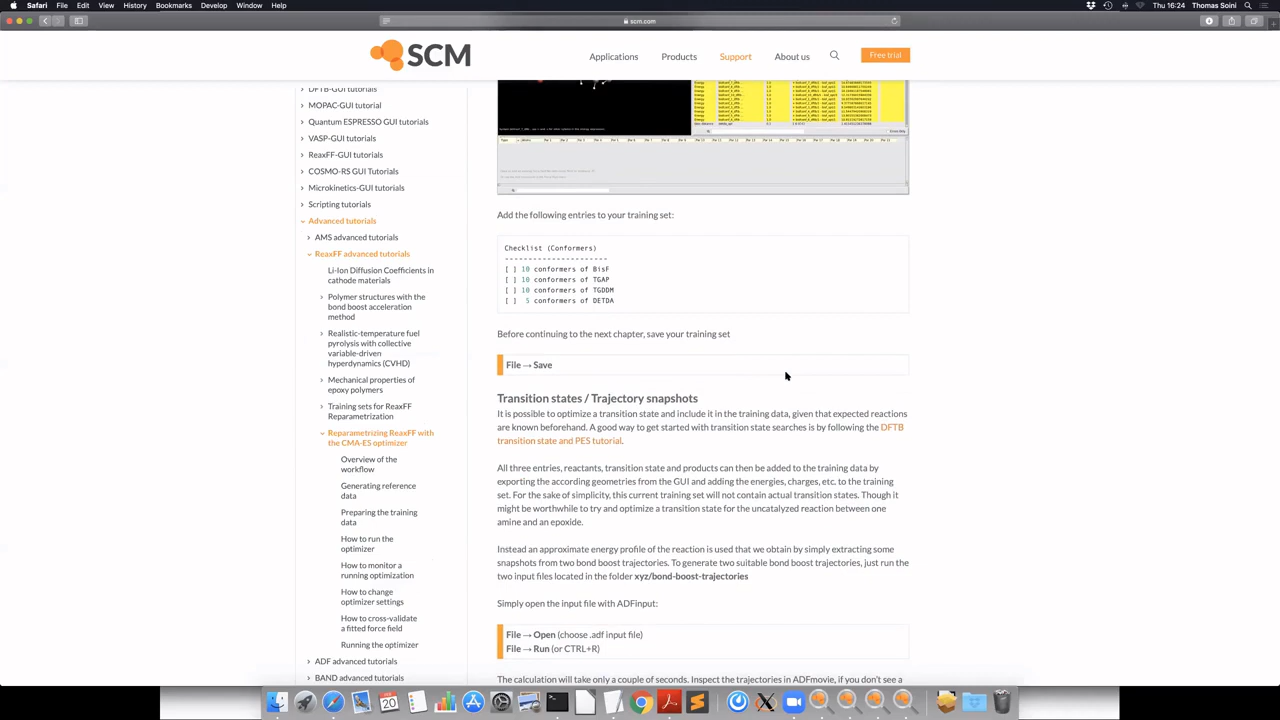 Safari File Edit View History Bookmarks Develop Window Help
Thu 16:24 Thomas Soini
scm.com
SCM
Applications Products Support About us
Free trial
DFTB-GUI tutorials
MOPAC-GUI tutorial
Quantum ESPRESSO GUI tutorials
VASP-GUI tutorials
ReaxFF-GUI tutorials
COSMO-RS GUI Tutorials
Microkinetics-GUI tutorials
Scripting tutorials
Advanced tutorials
AMS advanced tutorials
ReaxFF advanced tutorials
Li-Ion Diffusion Coefficients in
cathode materials
Polymer structures with the
bond boost acceleration
method
Realistic-temperature fuel
pyrolysis with collective
variable-driven
hyperdynamics (CVHD)
Mechanical properties of
epoxy polymers
Training sets for ReaxFF
Reparametrization
Reparametrizing ReaxFF with
the CMA-ES optimizer
Overview of the
workflow
Generating reference
data
Preparing the training
data
How to run the
optimizer
How to monitor a
running optimization
How to change
optimizer settings
How to cross-validate
a fitted force field
Running the optimizer
ADF advanced tutorials
BAND advanced tutorials
Add the following entries to your training set:
Checklist (Conformers)
----------------------
[ ] 10 conformers of BisF
[ ] 10 conformers of TGAP
[ ] 10 conformers of TGDDM
[ ] 5 conformers of DETDA
Before continuing to the next chapter, save your training set
File → Save
Transition states / Trajectory snapshots
It is possible to optimize a transition state and include it in the training data, given that expected reactions
are known beforehand. A good way to get started with transition state searches is by following the DFTB
transition state and PES tutorial.
All three entries, reactants, transition state and products can then be added to the training data by
exporting the according geometries from the GUI and adding the energies, charges, etc. to the training
set. For the sake of simplicity, this current training set will not contain actual transition states. Though it
might be worthwhile to try and optimize a transition state for the uncatalyzed reaction between one
amine and an epoxide.
Instead an approximate energy profile of the reaction is used that we obtain by simply extracting some
snapshots from two bond boost trajectories. To generate two suitable bond boost trajectories, just run the
two input files located in the folder xyz/bond-boost-trajectories
Simply open the input file with ADFinput:
File → Open (choose .adf input file)
File → Run (or CTRL+R)
The calculation will take only a couple of seconds. Inspect the trajectories in ADFmovie, if you don't see a